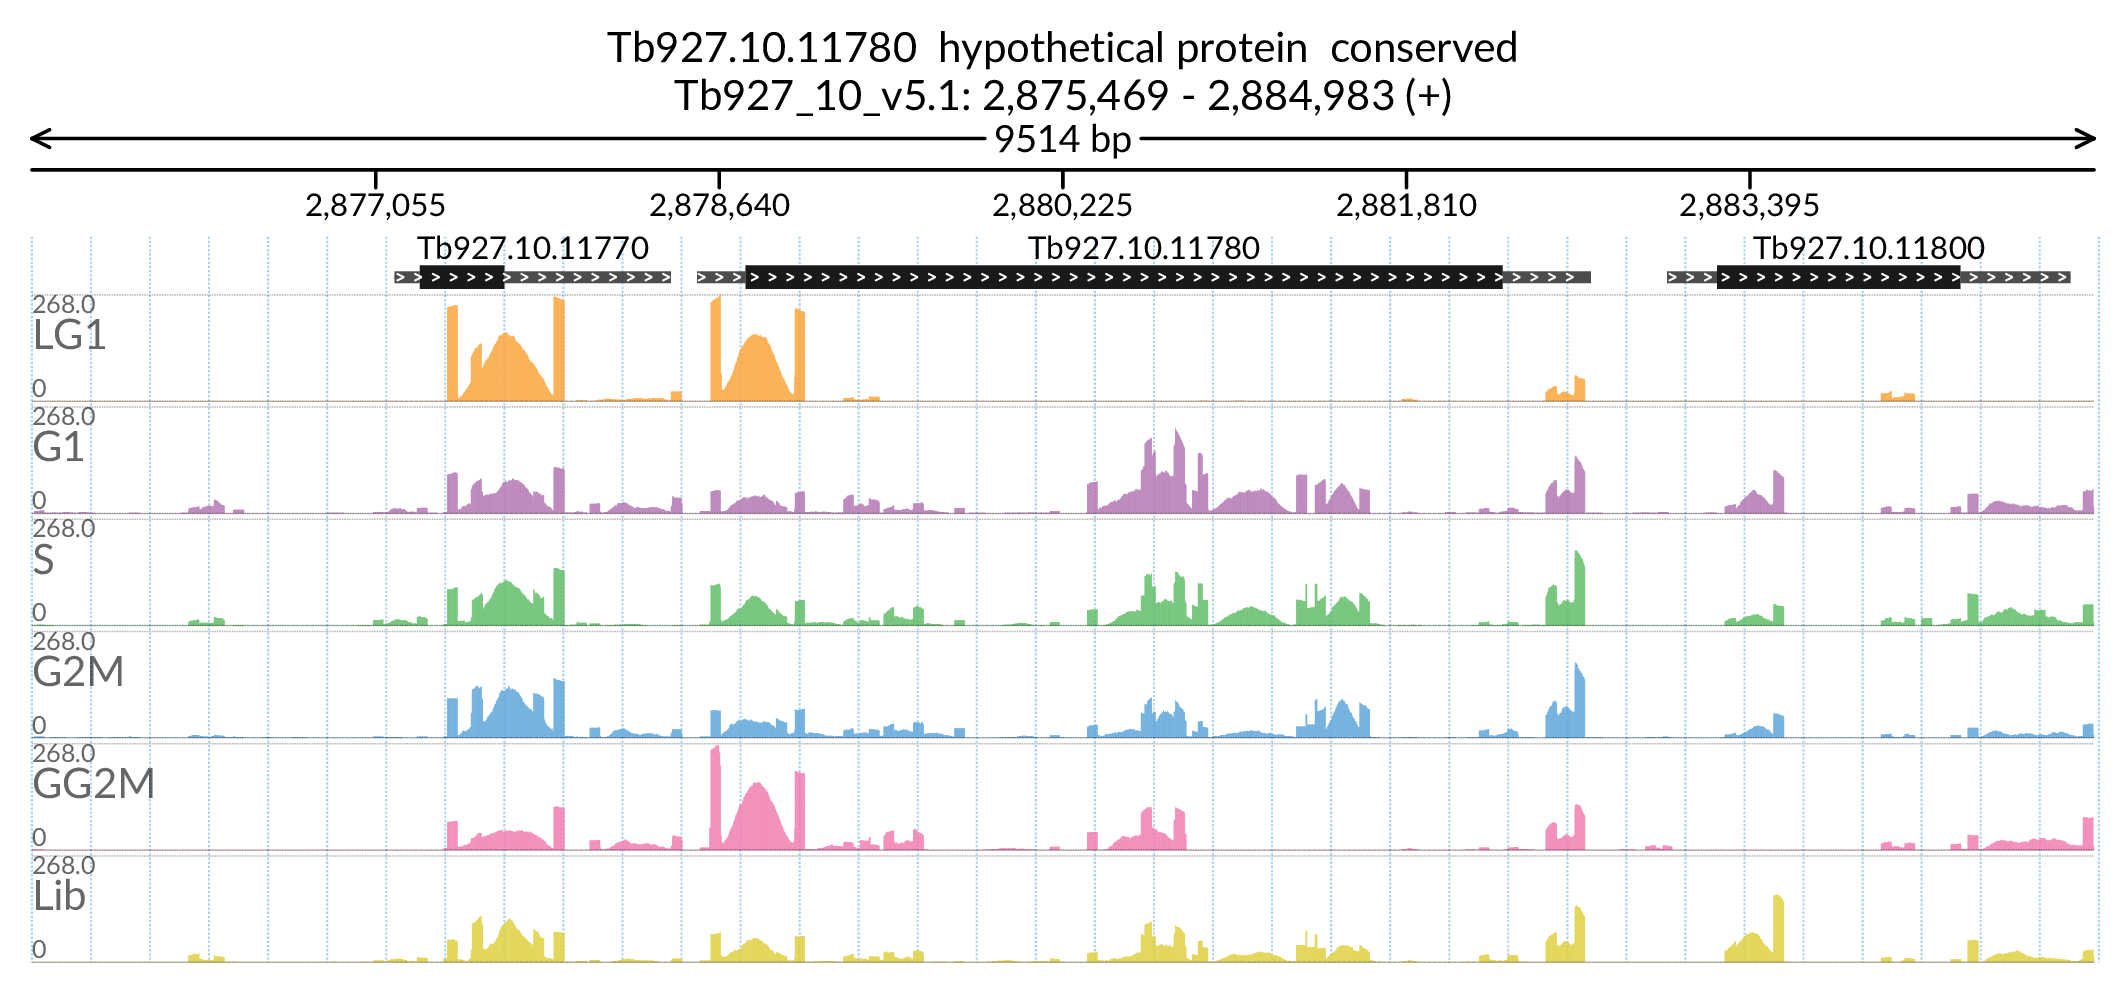 Tb927.10.11780 hypothetical protein conserved
Tb927_10_v5.1: 2,875,469 - 2,884,983 (+)
9514 bp
2,877,055 2,878,640 2,880,225 2,881,810 2,883,395
Tb927.10.11770 Tb927.10.11780 Tb927.10.11800
268.0
LG1
0
268.0
G1
0
268.0
S
0
268.0
G2M
0
268.0
GG2M
0
268.0
Lib
0